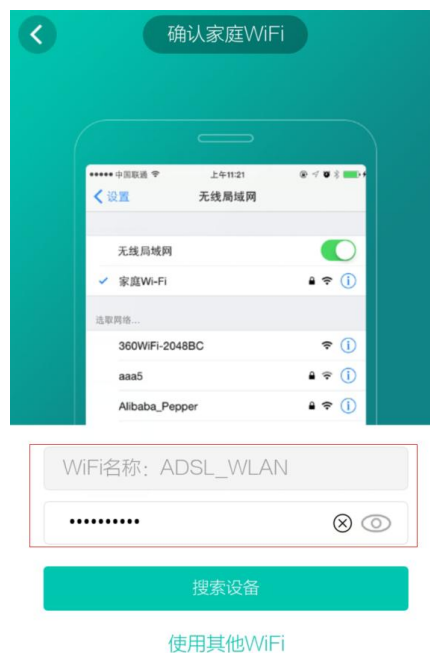 确认家庭WiFi
中国联通 上午11:21
设置 无线局域网
无线局域网
家庭Wi-Fi
选取网络...
360WiFi-2048BC
aaa5
Alibaba_Pepper
WiFi名称：ADSL_WLAN
••••••••••
搜索设备
使用其他WiFi